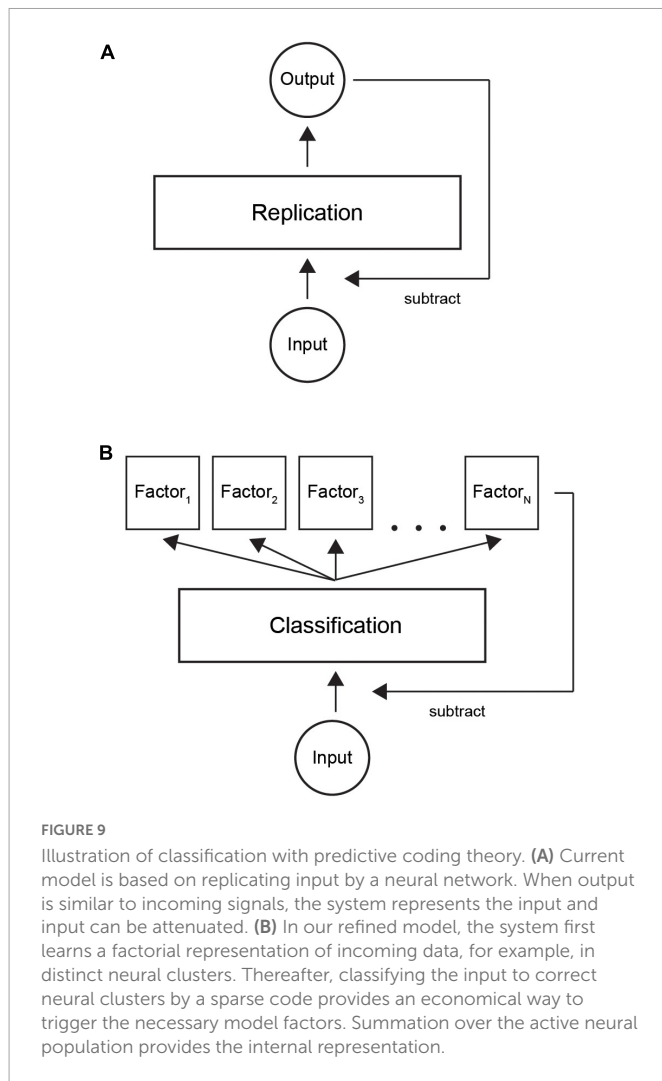 A
Output
Replication
subtract
Input
B
Factor₁ Factor₂ Factor₃ . . . Factor_N
Classification
subtract
Input
FIGURE 9
Illustration of classification with predictive coding theory. (A) Current
model is based on replicating input by a neural network. When output
is similar to incoming signals, the system represents the input and
input can be attenuated. (B) In our refined model, the system first
learns a factorial representation of incoming data, for example, in
distinct neural clusters. Thereafter, classifying the input to correct
neural clusters by a sparse code provides an economical way to
trigger the necessary model factors. Summation over the active neural
population provides the internal representation.